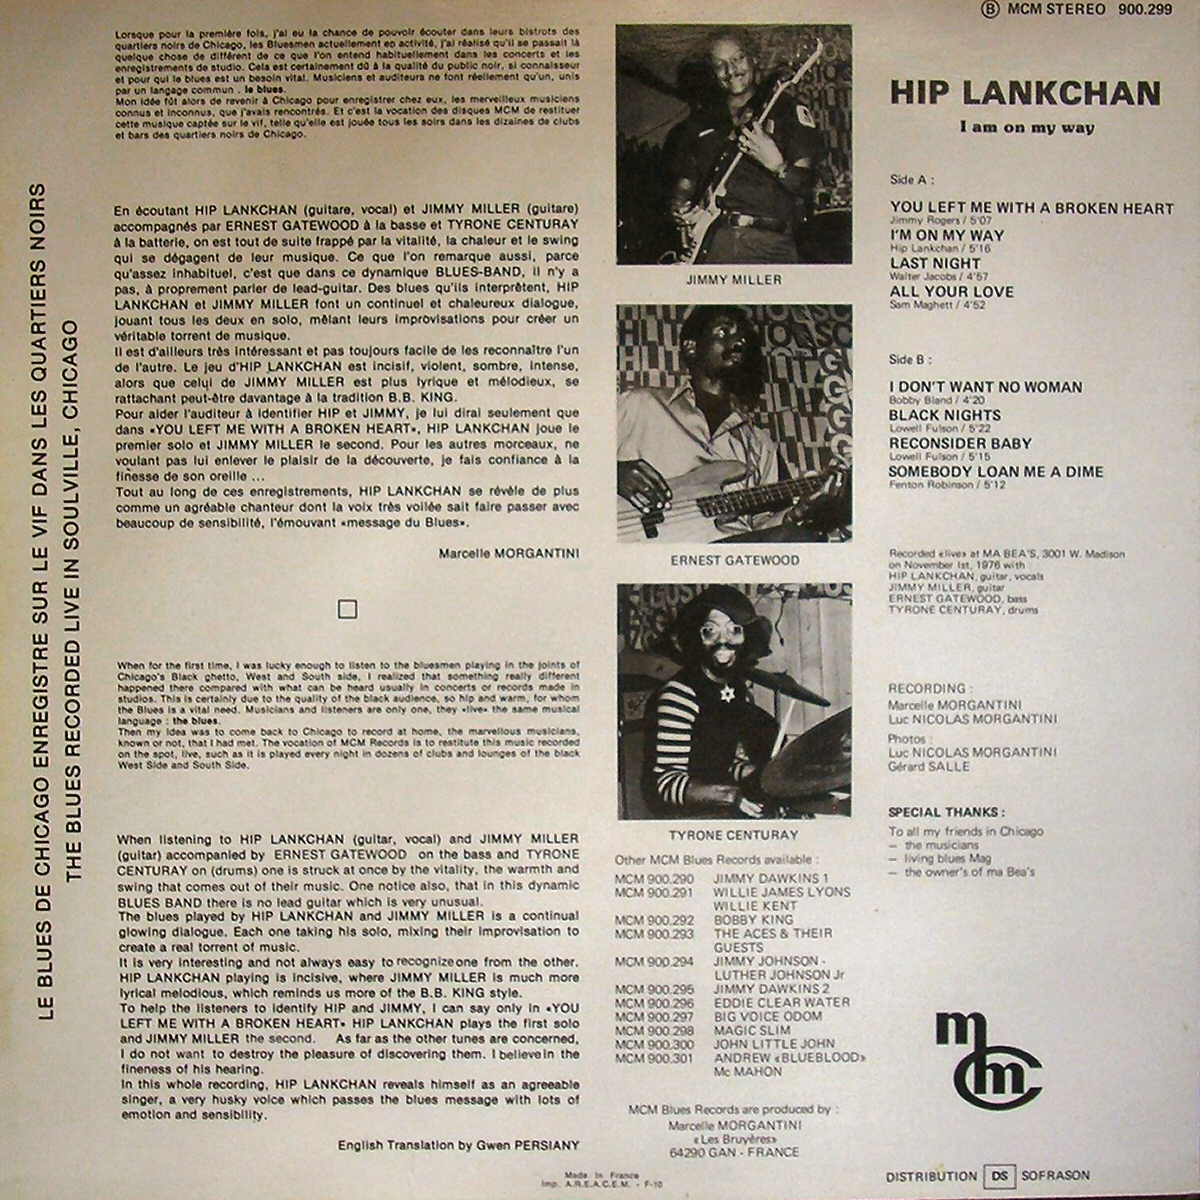 Ⓑ MCM STEREO 900.299
LE BLUES DE CHICAGO ENREGISTRE SUR LE VIF DANS LES QUARTIERS NOIRS
THE BLUES RECORDED LIVE IN SOULVILLE, CHICAGO
Lorsque pour la première fois, j'ai eu la chance de pouvoir écouter dans leurs bistrots des
quartiers noirs de Chicago, les Bluesmen actuellement en activité, j'ai réalisé qu'il se passait là
quelque chose de différent de ce que l'on entend habituellement dans les concerts et les
enregistrements de studio. Cela est certainement dû à la qualité du public noir, si connaisseur
et pour qui le blues est un besoin vital. Musiciens et auditeurs ne font réellement qu'un, unis
par un langage commun . le blues.
Mon idée fût alors de revenir à Chicago pour enregistrer chez eux, les merveilleux musiciens
connus et inconnus, que j'avais rencontrés. Et c'est la vocation des disques MCM de restituer
cette musique captée sur le vif, telle qu'elle est jouée tous les soirs dans les dizaines de clubs
et bars des quartiers noirs de Chicago.
En écoutant HIP LANKCHAN (guitare, vocal) et JIMMY MILLER (guitare)
accompagnés par ERNEST GATEWOOD à la basse et TYRONE CENTURAY
à la batterie, on est tout de suite frappé par la vitalité, la chaleur et le swing
qui se dégagent de leur musique. Ce que l'on remarque aussi, parce
qu'assez inhabituel, c'est que dans ce dynamique BLUES-BAND, il n'y a
pas, à proprement parler de lead-guitar. Des blues qu'ils interprètent, HIP
LANKCHAN et JIMMY MILLER font un continuel et chaleureux dialogue,
jouant tous les deux en solo, mêlant leurs improvisations pour créer un
véritable torrent de musique.
Il est d'ailleurs très intéressant et pas toujours facile de les reconnaître l'un
de l'autre. Le jeu d'HIP LANKCHAN est incisif, violent, sombre, intense,
alors que celui de JIMMY MILLER est plus lyrique et mélodieux, se
rattachant peut-être davantage à la tradition B.B. KING.
Pour aider l'auditeur à identifier HIP et JIMMY, je lui dirai seulement que
dans «YOU LEFT ME WITH A BROKEN HEART», HIP LANKCHAN joue le
premier solo et JIMMY MILLER le second. Pour les autres morceaux, ne
voulant pas lui enlever le plaisir de la découverte, je fais confiance à la
finesse de son oreille ...
Tout au long de ces enregistrements, HIP LANKCHAN se révèle de plus
comme un agréable chanteur dont la voix très voilée sait faire passer avec
beaucoup de sensibilité, l'émouvant «message du Blues».
Marcelle MORGANTINI
When for the first time, I was lucky enough to listen to the bluesmen playing in the joints of
Chicago's Black ghetto, West and South side, I realized that something really different
happened there compared with what can be heard usually in concerts or records made in
studios. This is certainly due to the quality of the black audience, so hip and warm, for whom
the Blues is a vital need. Musicians and listeners are only one, they «live» the same musical
language : the blues.
Then my idea was to come back to Chicago to record at home, the marvellous musicians,
known or not, that I had met. The vocation of MCM Records is to restitute this music recorded
on the spot, live, such as it is played every night in dozens of clubs and lounges of the black
West Side and South Side.
When listening to HIP LANKCHAN (guitar, vocal) and JIMMY MILLER
(guitar) accompanied by ERNEST GATEWOOD on the bass and TYRONE
CENTURAY on (drums) one is struck at once by the vitality, the warmth and
swing that comes out of their music. One notice also, that in this dynamic
BLUES BAND there is no lead guitar which is very unusual.
The blues played by HIP LANKCHAN and JIMMY MILLER is a continual
glowing dialogue. Each one taking his solo, mixing their improvisation to
create a real torrent of music.
It is very interesting and not always easy to recognize one from the other.
HIP LANKCHAN playing is incisive, where JIMMY MILLER is much more
lyrical melodious, which reminds us more of the B.B. KING style.
To help the listeners to identify HIP and JIMMY, I can say only in «YOU
LEFT ME WITH A BROKEN HEART» HIP LANKCHAN plays the first solo
and JIMMY MILLER the second. As far as the other tunes are concerned,
I do not want to destroy the pleasure of discovering them. I believe in the
fineness of his hearing.
In this whole recording, HIP LANKCHAN reveals himself as an agreeable
singer, a very husky voice which passes the blues message with lots of
emotion and sensibility.
English Translation by Gwen PERSIANY
JIMMY MILLER
ERNEST GATEWOOD
TYRONE CENTURAY
Other MCM Blues Records available :
MCM 900.290 JIMMY DAWKINS 1
MCM 900.291 WILLIE JAMES LYONS
WILLIE KENT
MCM 900.292 BOBBY KING
MCM 900.293 THE ACES & THEIR
GUESTS
MCM 900.294 JIMMY JOHNSON -
LUTHER JOHNSON Jr
MCM 900.295 JIMMY DAWKINS 2
MCM 900.296 EDDIE CLEAR WATER
MCM 900.297 BIG VOICE ODOM
MCM 900.298 MAGIC SLIM
MCM 900.300 JOHN LITTLE JOHN
MCM 900.301 ANDREW «BLUEBLOOD»
Mc MAHON
MCM Blues Records are produced by :
Marcelle MORGANTINI
«Les Bruyères»
64290 GAN - FRANCE
Made In France
Imp. A.R.E.A.C.E.M. - F-10
HIP LANKCHAN
I am on my way
Side A :
YOU LEFT ME WITH A BROKEN HEART
Jimmy Rogers / 5'07
I'M ON MY WAY
Hip Lankchan / 5'16
LAST NIGHT
Walter Jacobs / 4'57
ALL YOUR LOVE
Sam Maghett / 4'52
Side B :
I DON'T WANT NO WOMAN
Bobby Bland / 4'20
BLACK NIGHTS
Lowell Fulson / 5'22
RECONSIDER BABY
Lowell Fulson / 5'15
SOMEBODY LOAN ME A DIME
Fenton Robinson / 5'12
Recorded «live» at MA BEA'S, 3001 W. Madison
on November 1st, 1976 with
HIP LANKCHAN, guitar, vocals
JIMMY MILLER, guitar
ERNEST GATEWOOD, bass
TYRONE CENTURAY, drums
RECORDING :
Marcelle MORGANTINI
Luc NICOLAS MORGANTINI
Photos :
Luc NICOLAS MORGANTINI
Gérard SALLE
SPECIAL THANKS :
To all my friends in Chicago
– the musicians
– living blues Mag
– the owner's of ma Bea's
mcm
DISTRIBUTION DS SOFRASON